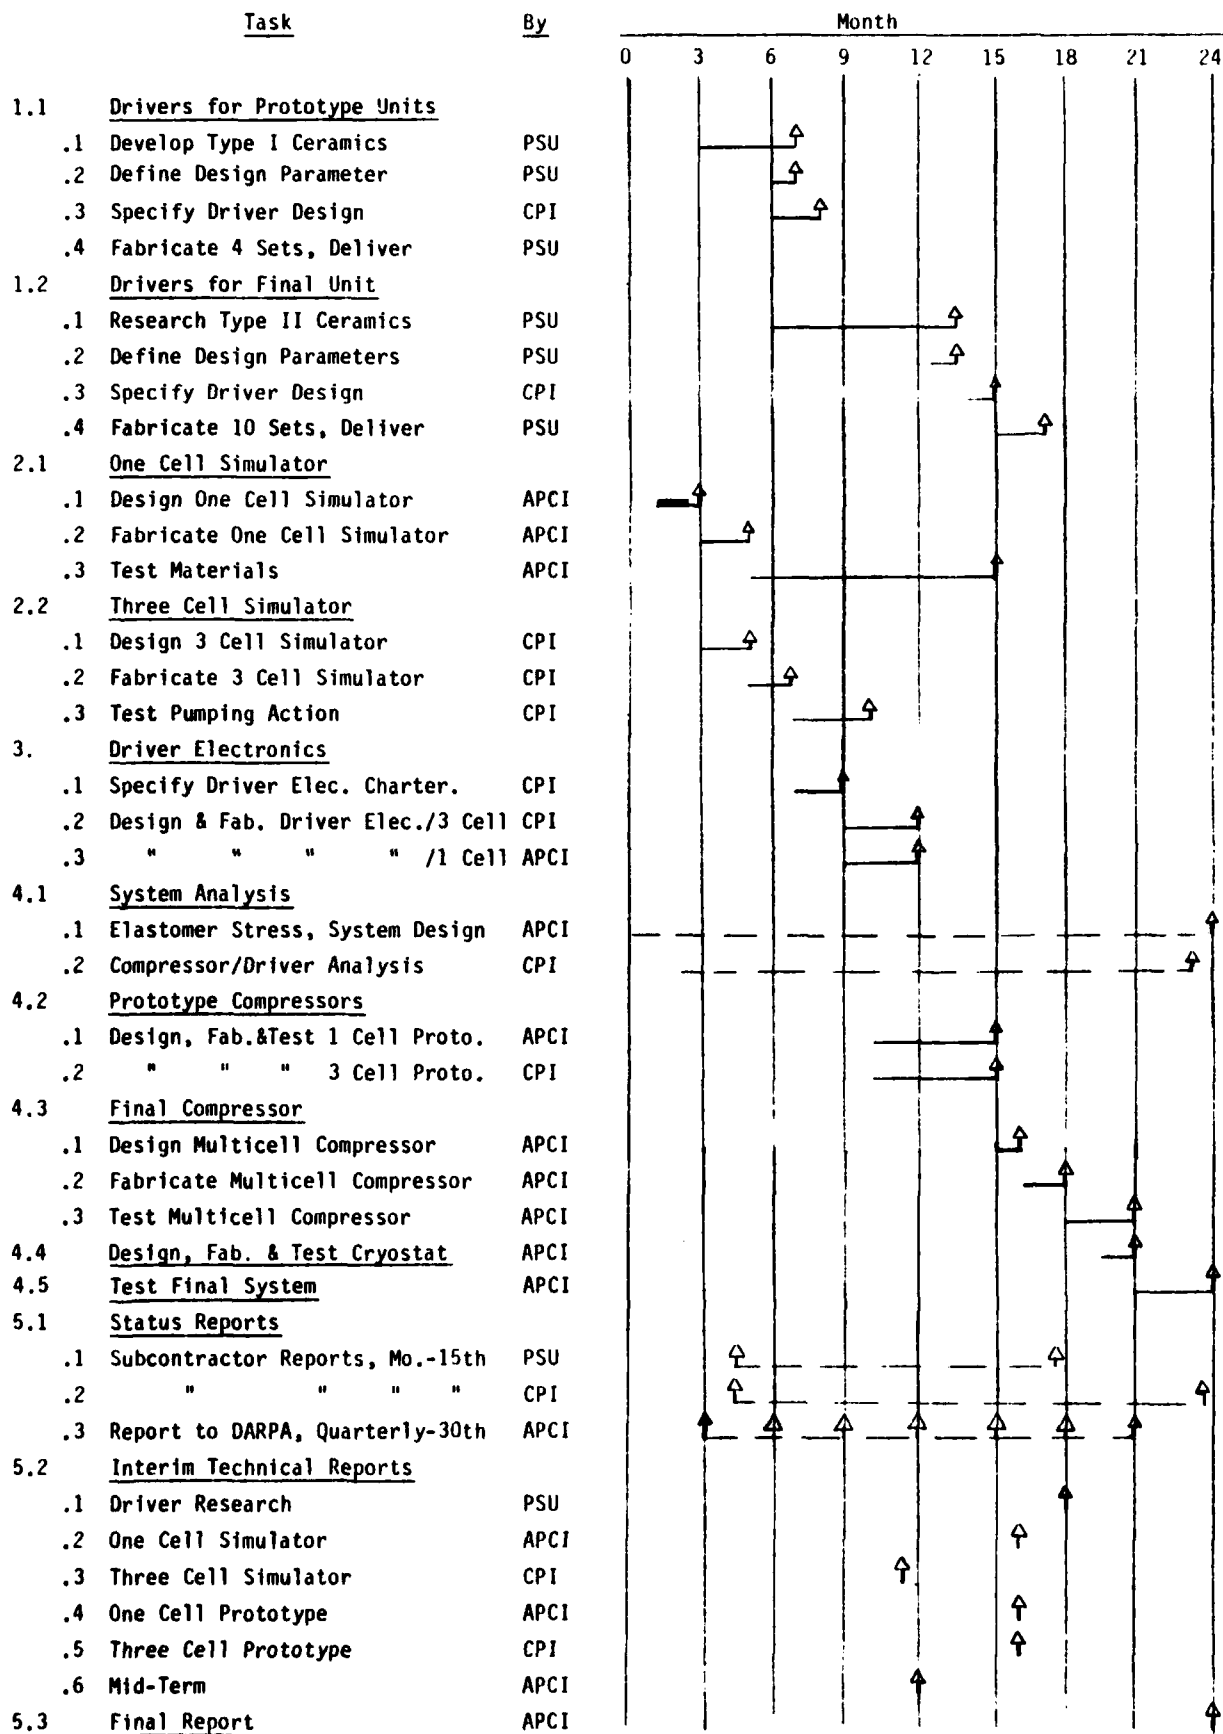 Task By Month
0 3 6 9 12 15 18 21 24
1.1 Drivers for Prototype Units
.1 Develop Type I Ceramics PSU
.2 Define Design Parameter PSU
.3 Specify Driver Design CPI
.4 Fabricate 4 Sets, Deliver PSU
1.2 Drivers for Final Unit
.1 Research Type II Ceramics PSU
.2 Define Design Parameters PSU
.3 Specify Driver Design CPI
.4 Fabricate 10 Sets, Deliver PSU
2.1 One Cell Simulator
.1 Design One Cell Simulator APCI
.2 Fabricate One Cell Simulator APCI
.3 Test Materials APCI
2.2 Three Cell Simulator
.1 Design 3 Cell Simulator CPI
.2 Fabricate 3 Cell Simulator CPI
.3 Test Pumping Action CPI
3. Driver Electronics
.1 Specify Driver Elec. Charter. CPI
.2 Design & Fab. Driver Elec./3 Cell CPI
.3 " " " " /1 Cell APCI
4.1 System Analysis
.1 Elastomer Stress, System Design APCI
.2 Compressor/Driver Analysis CPI
4.2 Prototype Compressors
.1 Design, Fab.&Test 1 Cell Proto. APCI
.2 " " " 3 Cell Proto. CPI
4.3 Final Compressor
.1 Design Multicell Compressor APCI
.2 Fabricate Multicell Compressor APCI
.3 Test Multicell Compressor APCI
4.4 Design, Fab. & Test Cryostat APCI
4.5 Test Final System APCI
5.1 Status Reports
.1 Subcontractor Reports, Mo.-15th PSU
.2 " " " " CPI
.3 Report to DARPA, Quarterly-30th APCI
5.2 Interim Technical Reports
.1 Driver Research PSU
.2 One Cell Simulator APCI
.3 Three Cell Simulator CPI
.4 One Cell Prototype APCI
.5 Three Cell Prototype CPI
.6 Mid-Term APCI
5.3 Final Report APCI